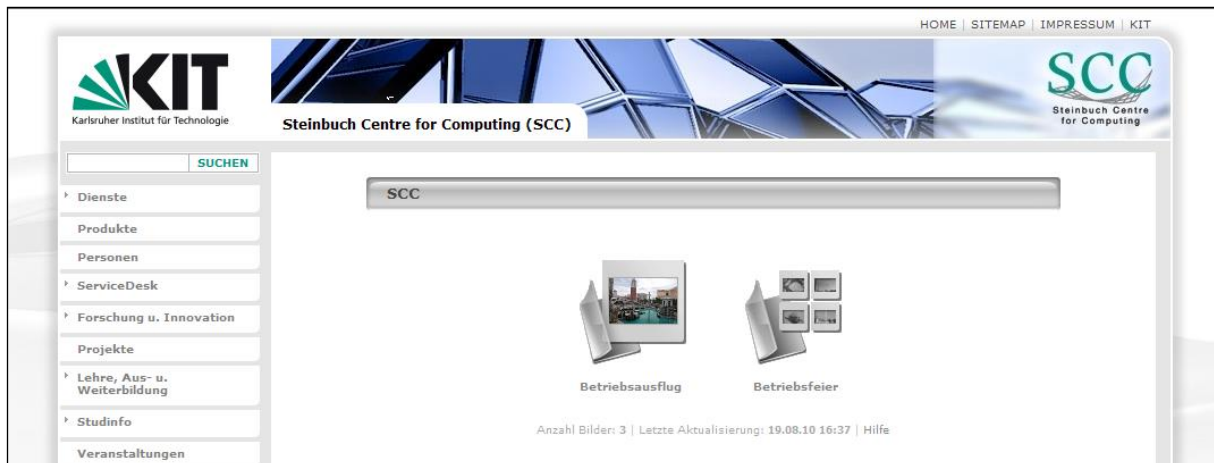 HOME | SITEMAP | IMPRESSUM | KIT
KIT
Karlsruher Institut für Technologie
Steinbuch Centre for Computing (SCC)
SCC
Steinbuch Centre
for Computing
SUCHEN
Dienste
Produkte
Personen
ServiceDesk
Forschung u. Innovation
Projekte
Lehre, Aus- u.
Weiterbildung
Studinfo
Veranstaltungen
SCC
Betriebsausflug
Betriebsfeier
Anzahl Bilder: 3 | Letzte Aktualisierung: 19.08.10 16:37 | Hilfe